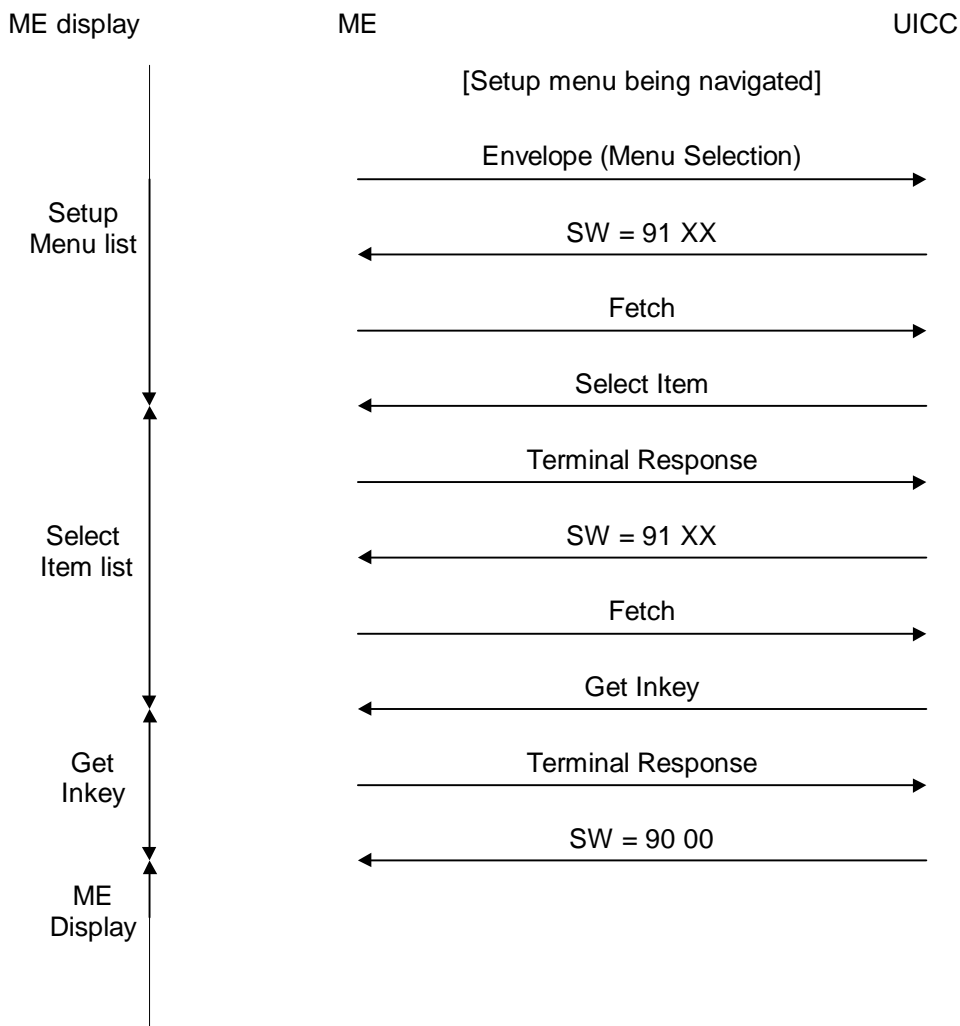 ME display ME UICC
[Setup menu being navigated]
Envelope (Menu Selection)
Setup
Menu list
SW = 91 XX
Fetch
Select Item
Terminal Response
Select
Item list
SW = 91 XX
Fetch
Get Inkey
Get
Inkey
Terminal Response
SW = 90 00
ME
Display